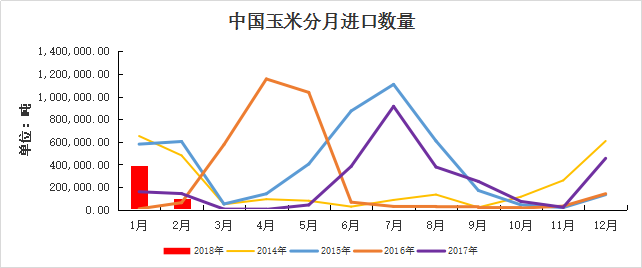 中国玉米分月进口数量
单位：吨
1,400,000.00
1,200,000.00
1,000,000.00
800,000.00
600,000.00
400,000.00
200,000.00
0.00
1月 2月 3月 4月 5月 6月 7月 8月 9月 10月 11月 12月
2018年 2014年 2015年 2016年 2017年